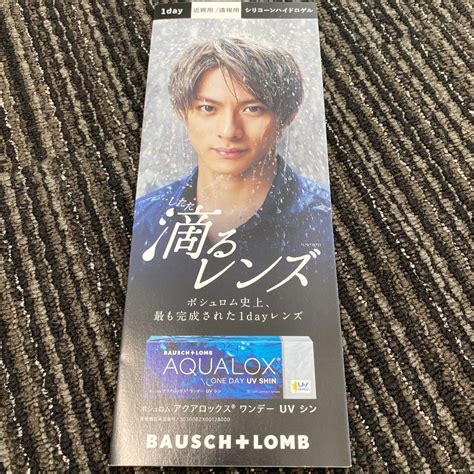 1day 近視用/遠視用 シリコーンハイドロゲル
したた
滴る
レンズ
ボシュロム史上、
最も完成された1dayレンズ
BAUSCH+LOMB
AQUALOX®
ONE DAY UV SHIN
UV
ボシュロム アクアロックス® ワンデー UV シン
BAUSCH+LOMB